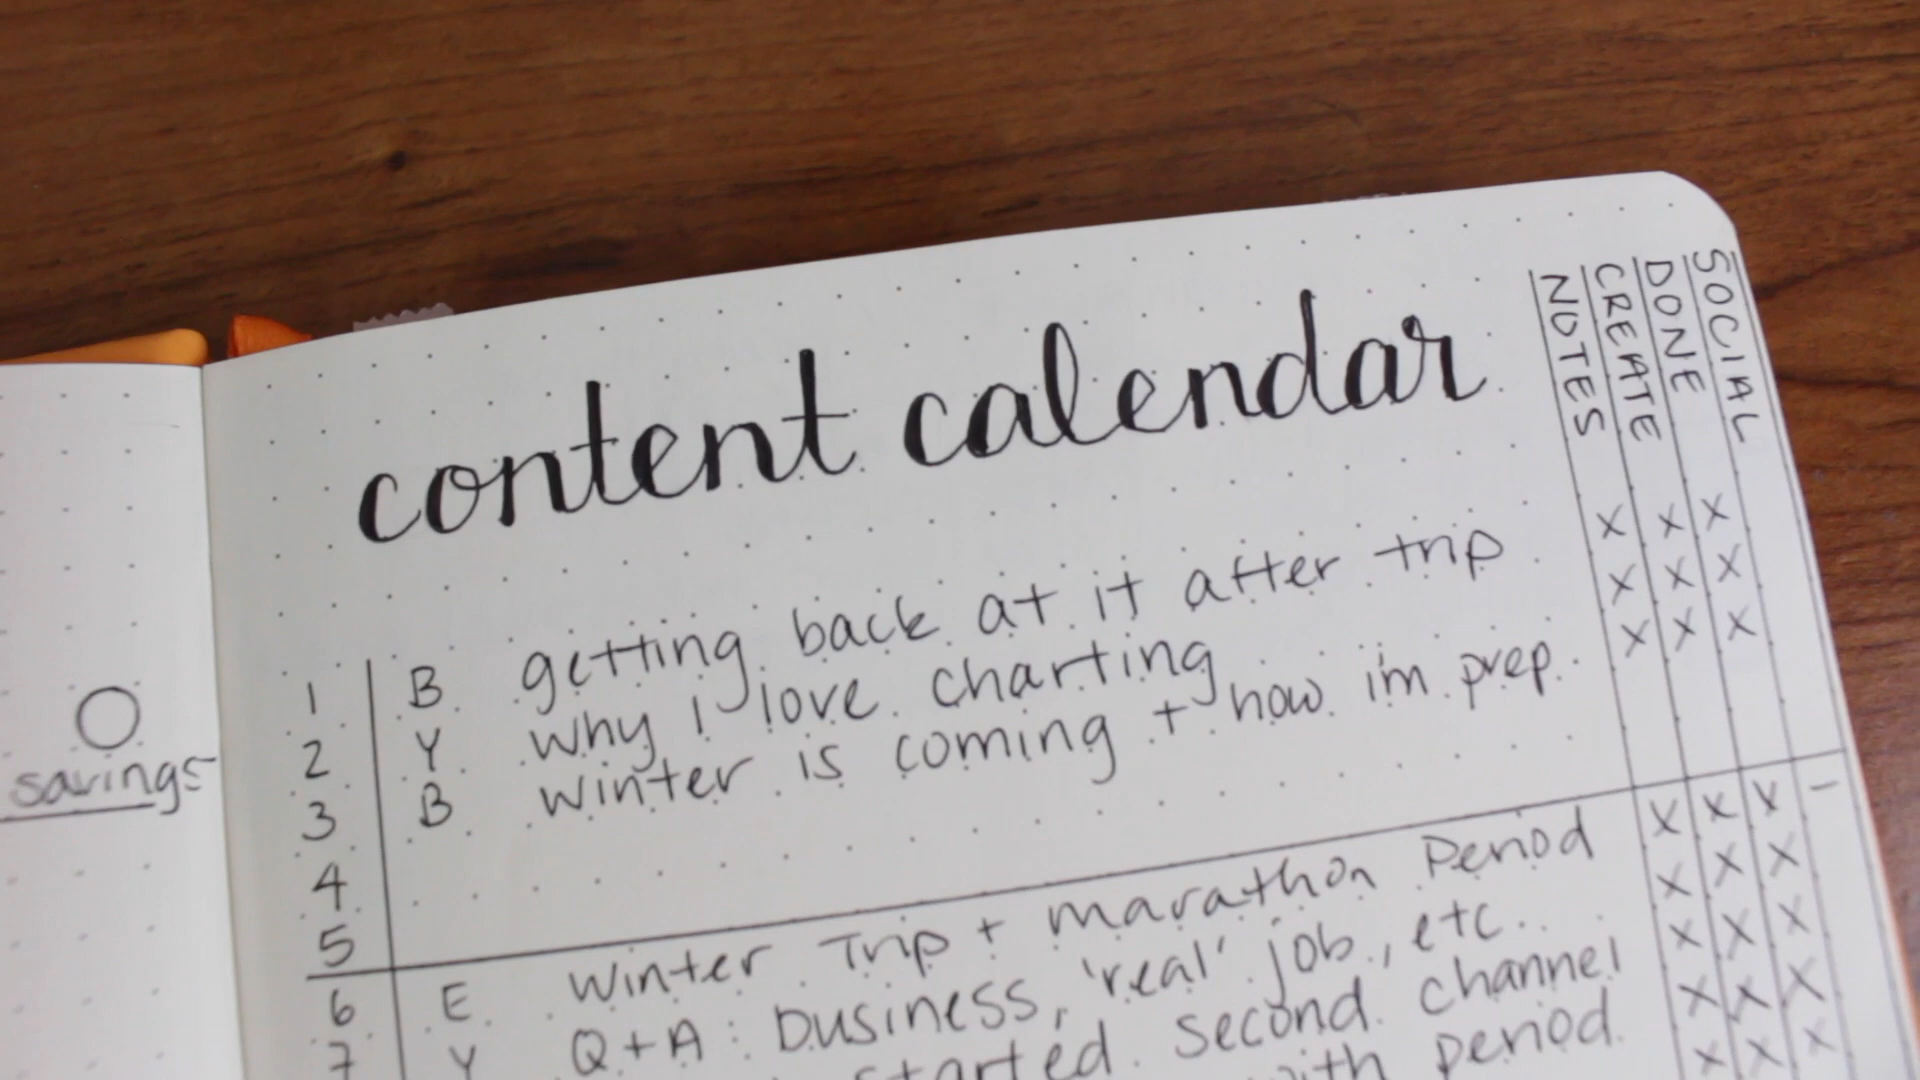 content calendar
NOTES
CREATE
DONE
SOCIAL
1 B getting back at it after trip x x x
2 Y why I love charting x x x
3 B winter is coming + how im prep. x x x
4
5
6 E winter Trip + marathon Period x x x –
7 Y Q + A : business, 'real' job, etc. x x x
started second channel x x x
with period x x x
x x x
savings